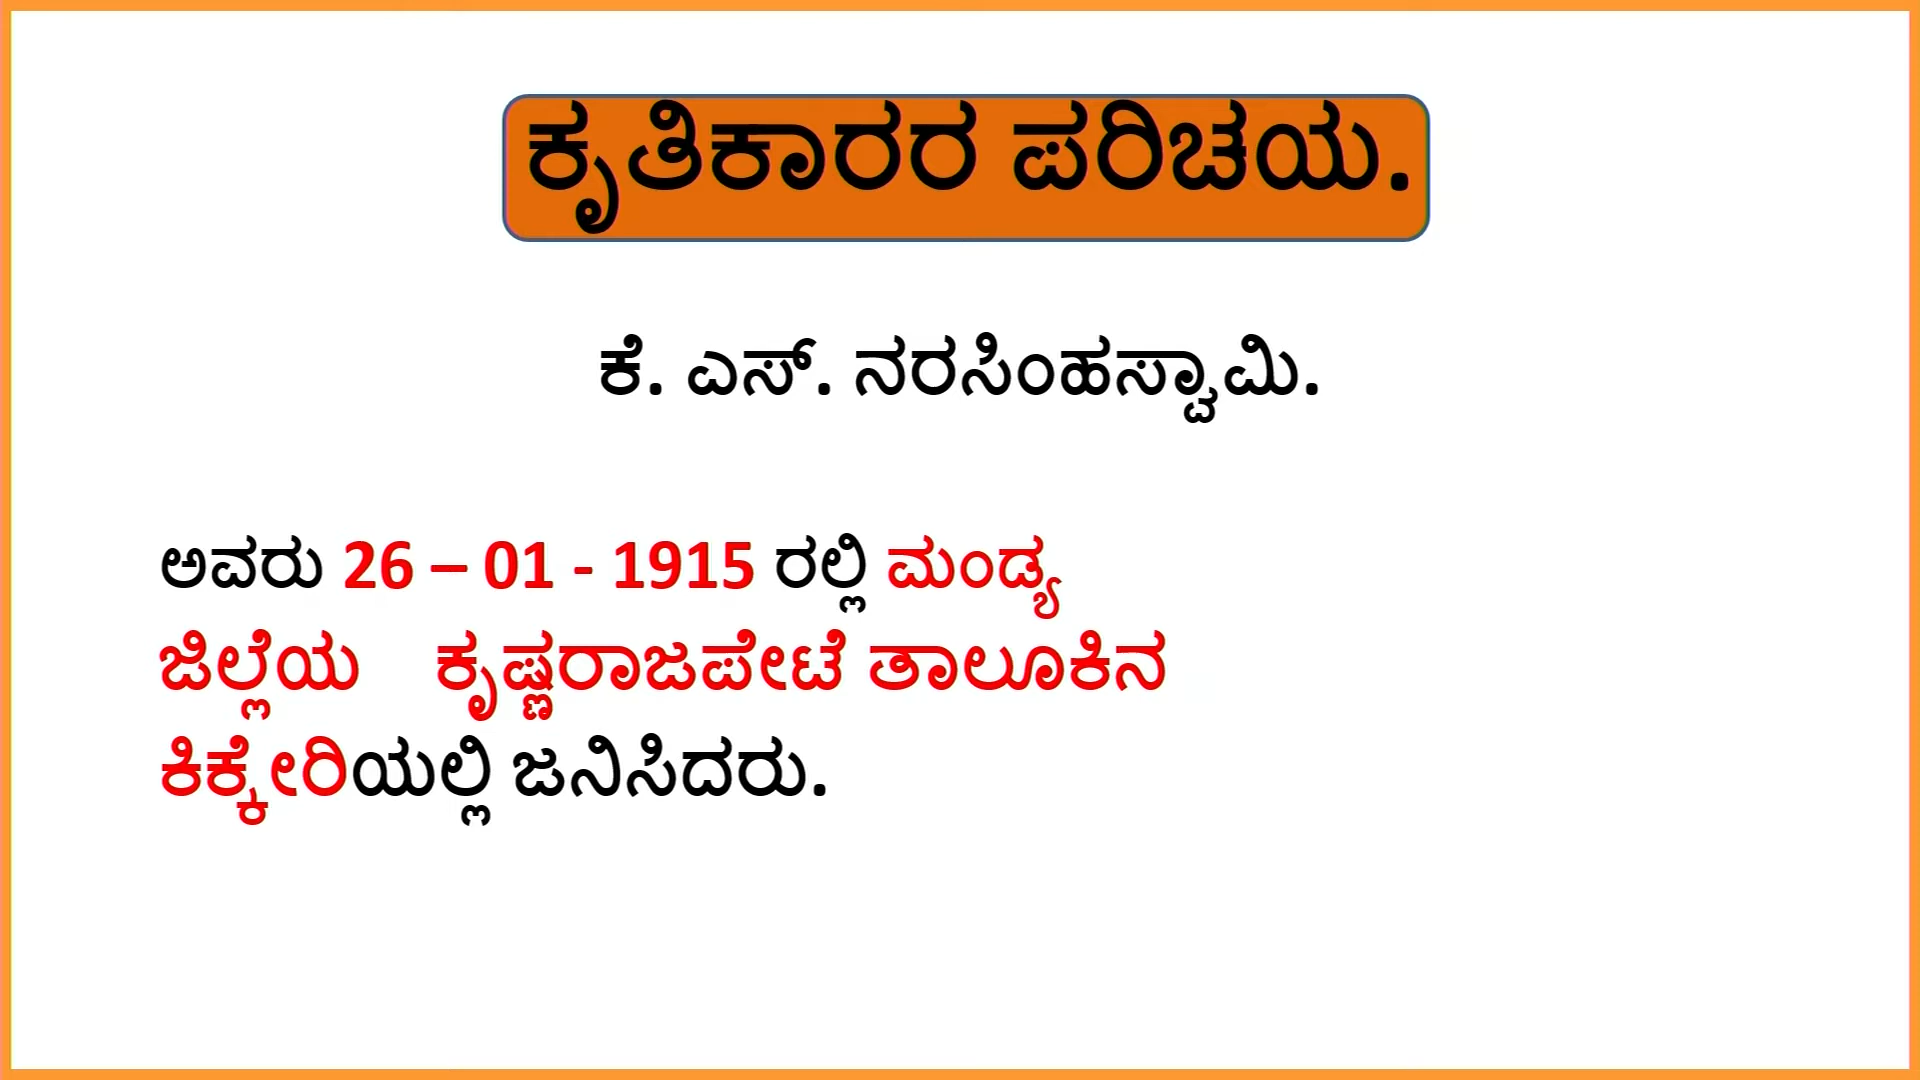 ಕೃತಿಕಾರರ ಪರಿಚಯ.
ಕೆ. ಎಸ್. ನರಸಿಂಹಸ್ವಾಮಿ.
ಅವರು 26 – 01 - 1915 ರಲ್ಲಿ ಮಂಡ್ಯ
ಜಿಲ್ಲೆಯ ಕೃಷ್ಣರಾಜಪೇಟೆ ತಾಲೂಕಿನ
ಕಿಕ್ಕೇರಿಯಲ್ಲಿ ಜನಿಸಿದರು.